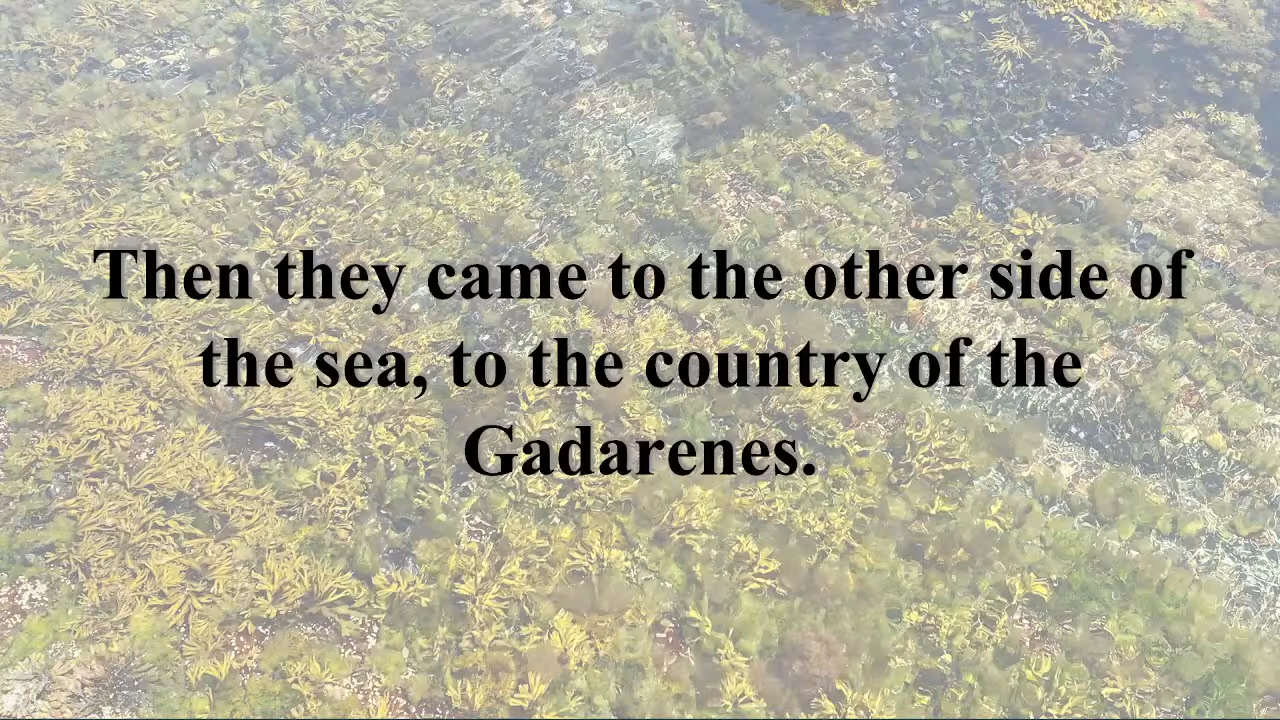 Then they came to the other side of
the sea, to the country of the
Gadarenes.